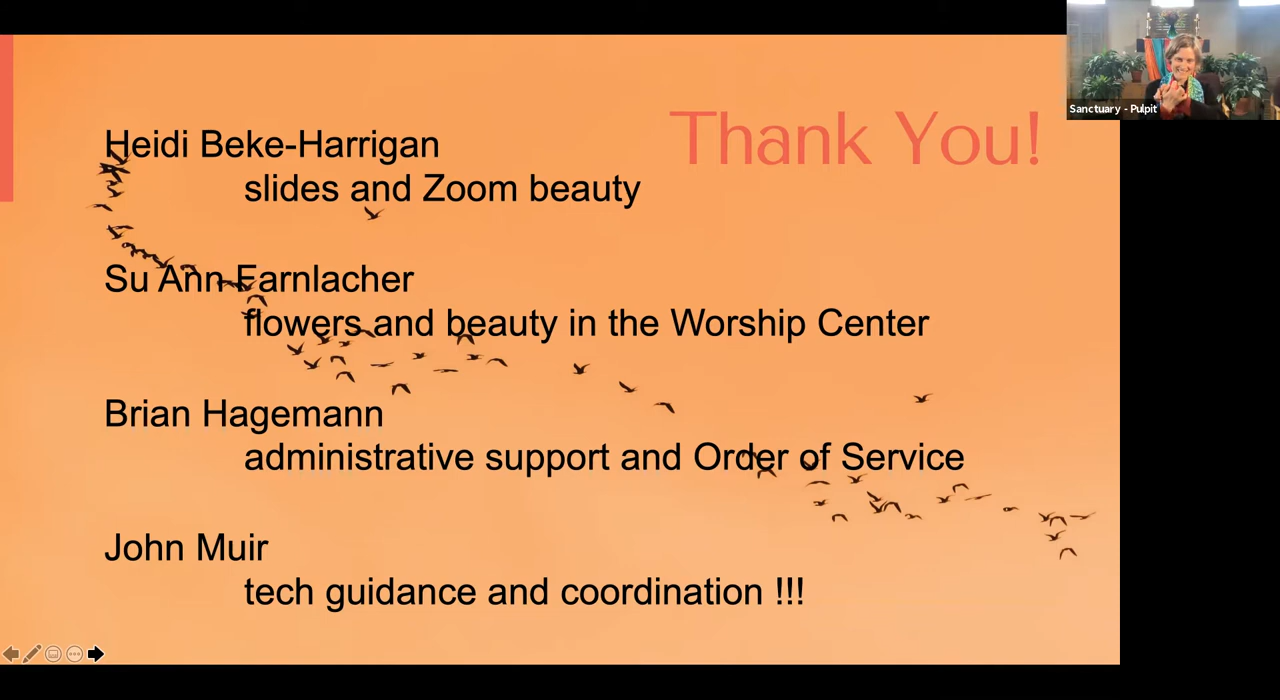 Thank You!
Heidi Beke-Harrigan
slides and Zoom beauty
Su Ann Farnlacher
flowers and beauty in the Worship Center
Brian Hagemann
administrative support and Order of Service
John Muir
tech guidance and coordination !!!
Sanctuary - Pulpit